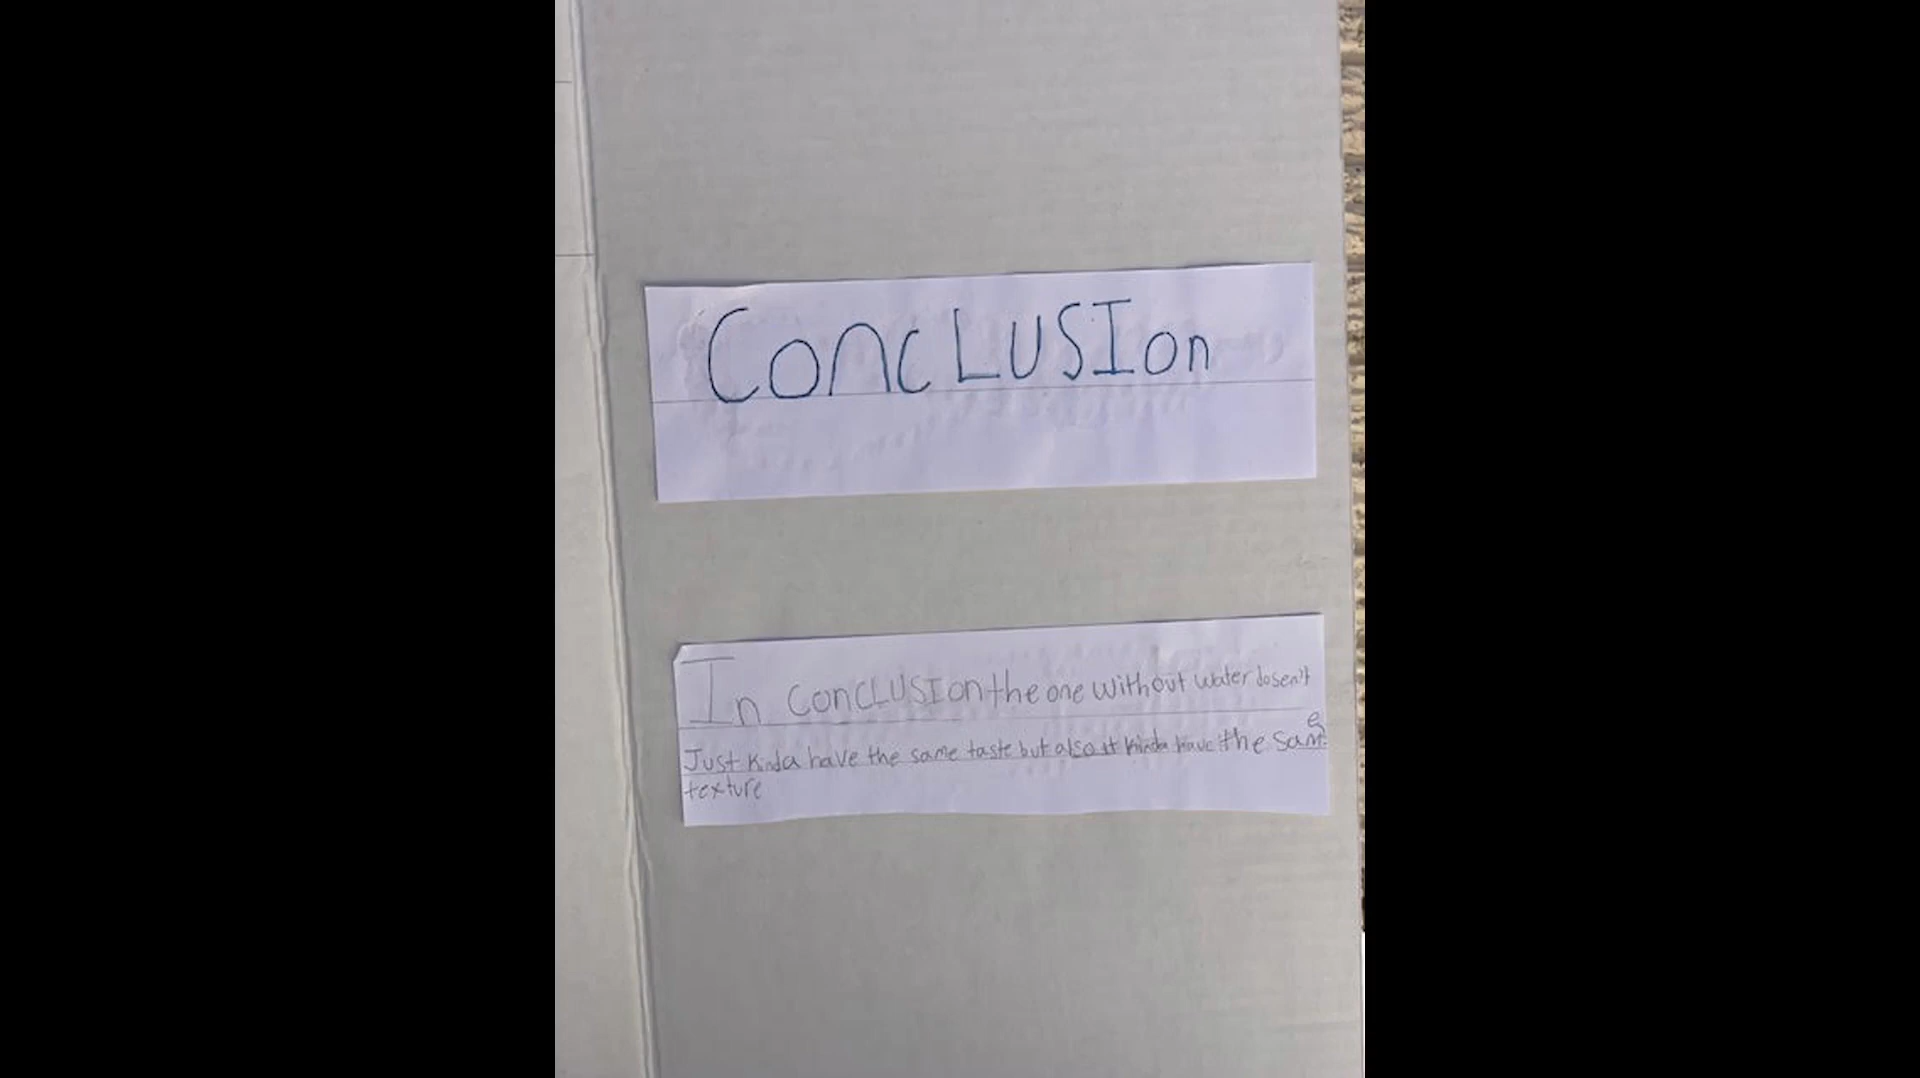 ConcLUSIon
In ConcLUSIon the one without water dosen't
Just kinda have the same taste but also it kinda have the same
texture